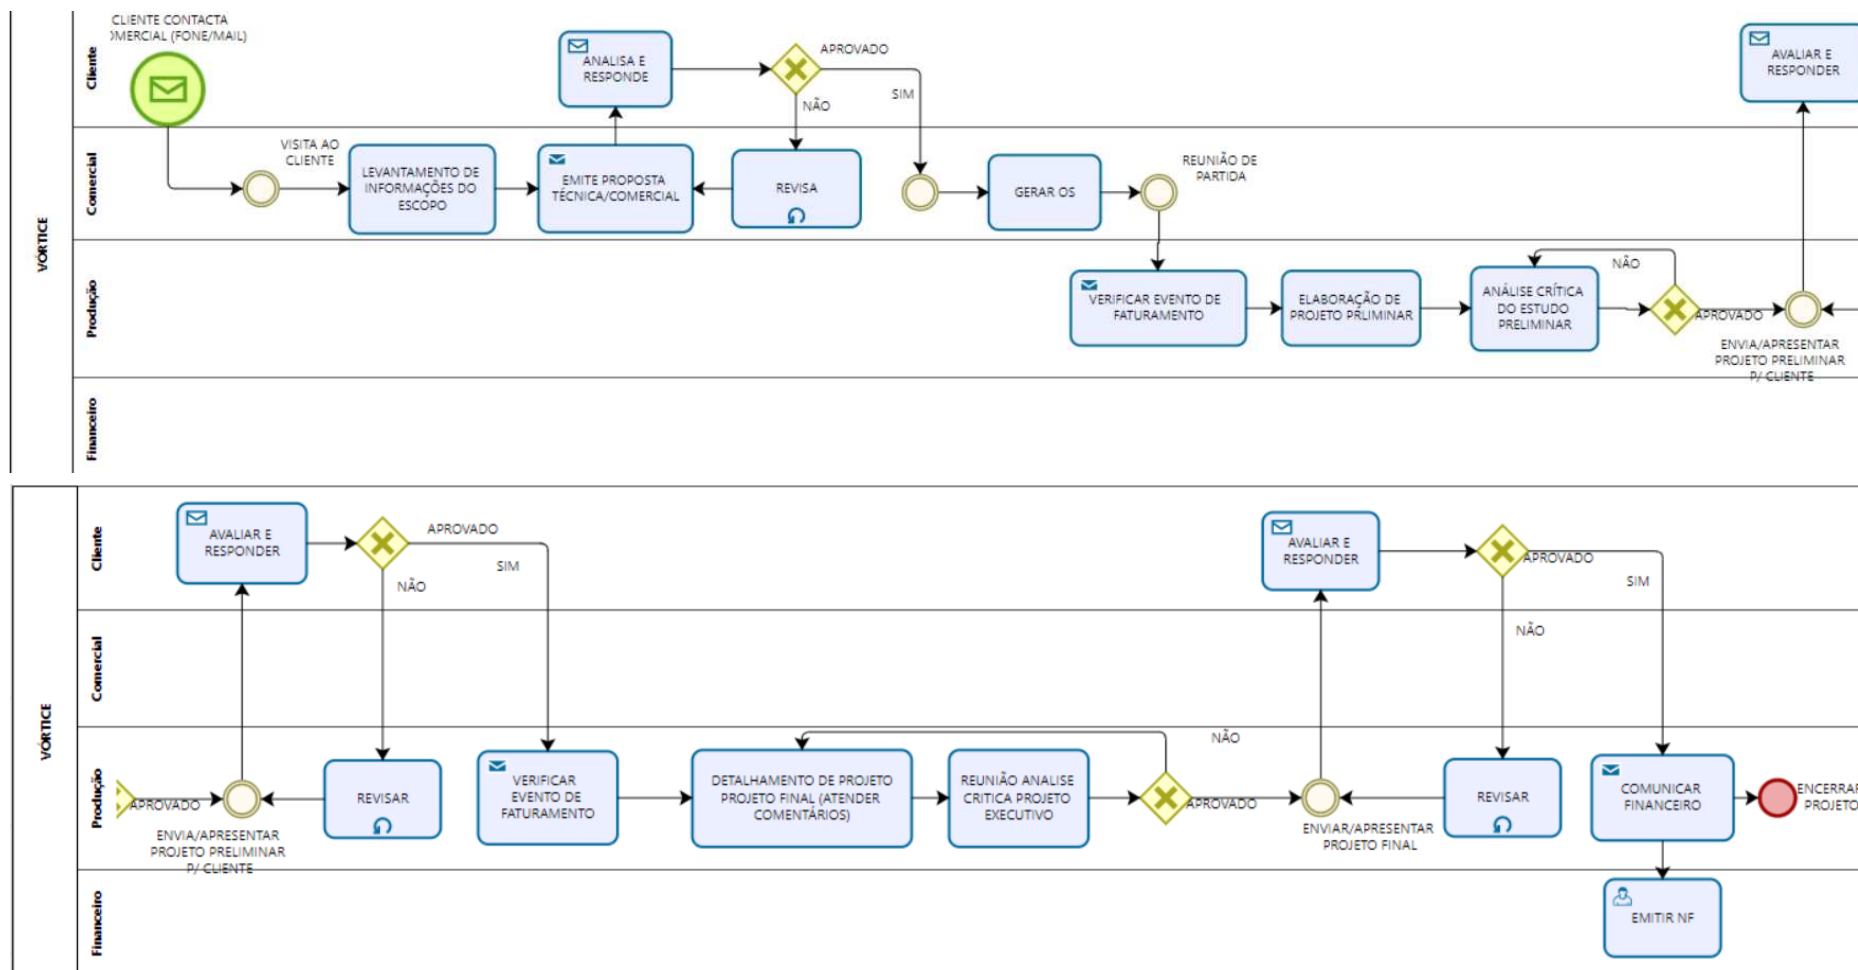 CLIENTE CONTACTA
OMERCIAL (FONE/MAIL)
VÓRTICE
Cliente
ANALISA E
RESPONDE
APROVADO
NÃO
SIM
AVALIAR E
RESPONDER
Comercial
VISITA AO
CLIENTE
LEVANTAMENTO DE
INFORMAÇÕES DO
ESCOPO
EMITE PROPOSTA
TÉCNICA/COMERCIAL
REVISA
GERAR OS
REUNIÃO DE
PARTIDA
Produção
VERIFICAR EVENTO DE
FATURAMENTO
ELABORAÇÃO DE
PROJETO PRLIMINAR
ANÁLISE CRÍTICA
DO ESTUDO
PRELIMINAR
NÃO
APROVADO
ENVIA/APRESENTAR
PROJETO PRELIMINAR
P/ CLIENTE
Financeiro
VÓRTICE
Cliente
AVALIAR E
RESPONDER
APROVADO
NÃO
SIM
AVALIAR E
RESPONDER
APROVADO
SIM
NÃO
Comercial
Produção
APROVADO
ENVIA/APRESENTAR
PROJETO PRELIMINAR
P/ CLIENTE
REVISAR
VERIFICAR
EVENTO DE
FATURAMENTO
DETALHAMENTO DE PROJETO
PROJETO FINAL (ATENDER
COMENTÁRIOS)
REUNIÃO ANALISE
CRITICA PROJETO
EXECUTIVO
NÃO
APROVADO
ENVIAR/APRESENTAR
PROJETO FINAL
REVISAR
COMUNICAR
FINANCEIRO
ENCERRAR
PROJETO
Financeiro
EMITIR NF